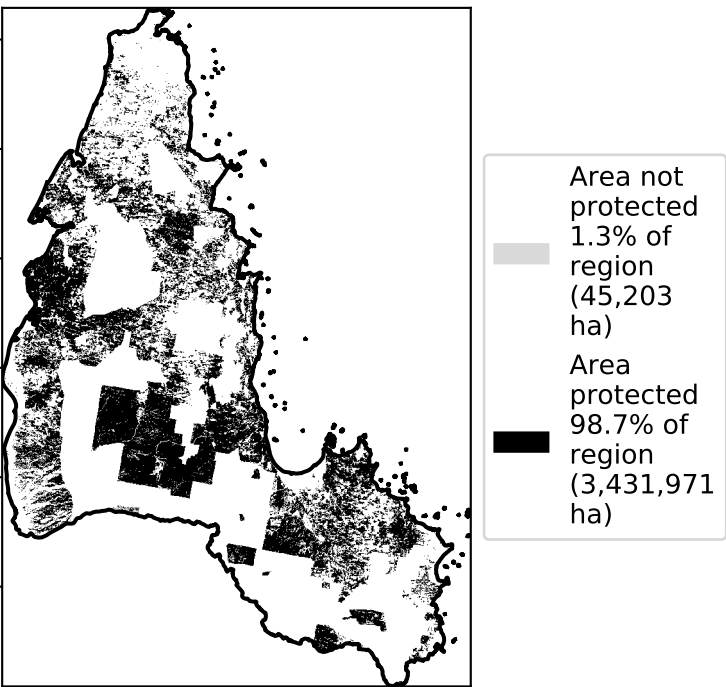 Area not
protected
1.3% of
region
(45,203
ha)
Area
protected
98.7% of
region
(3,431,971
ha)